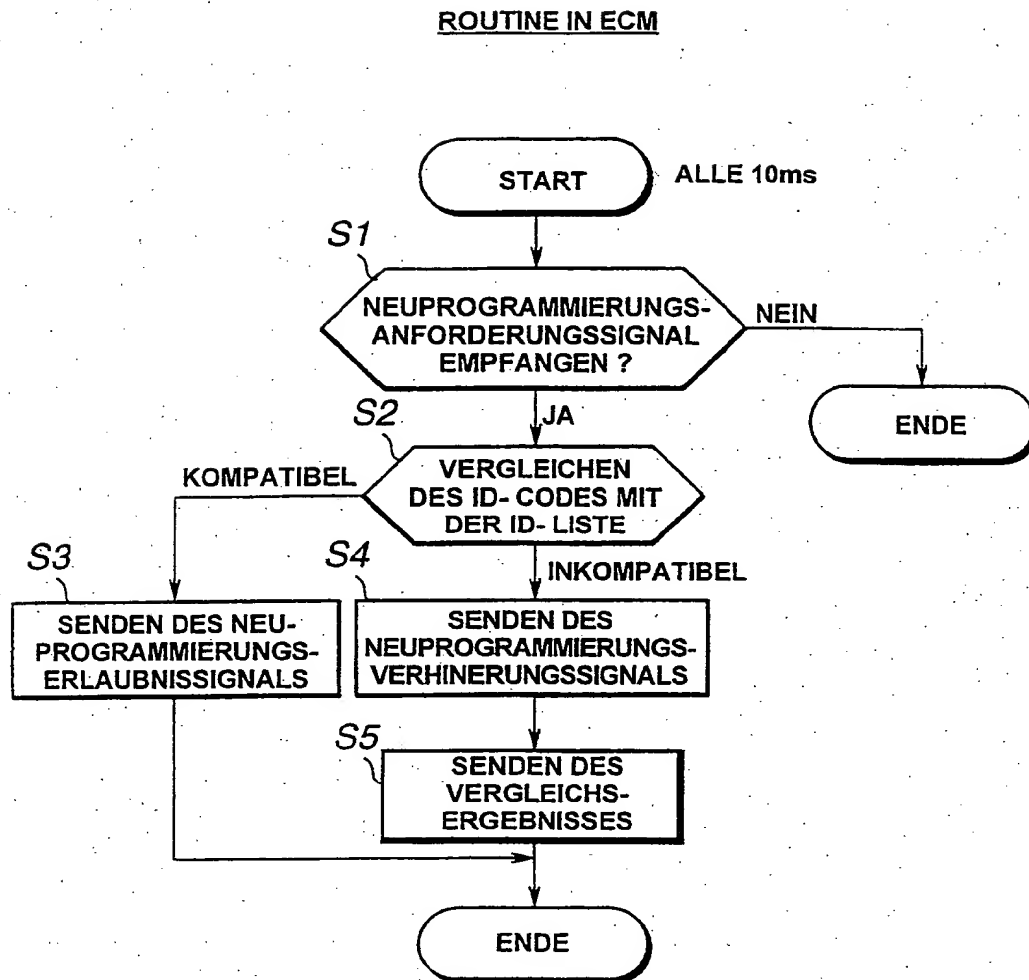 ROUTINE IN ECM
START
ALLE 10ms
S1
NEUPROGRAMMIERUNGS-
ANFORDERUNGSSIGNAL
EMPFANGEN ?
NEIN
ENDE
JA
S2
VERGLEICHEN
DES ID- CODES MIT
DER ID- LISTE
KOMPATIBEL
INKOMPATIBEL
S3
SENDEN DES NEU-
PROGRAMMIERUNGS-
ERLAUBNISSIGNALS
S4
SENDEN DES
NEUPROGRAMMIERUNGS-
VERHINERUNGSSIGNALS
S5
SENDEN DES
VERGLEICHS-
ERGEBNISSES
ENDE